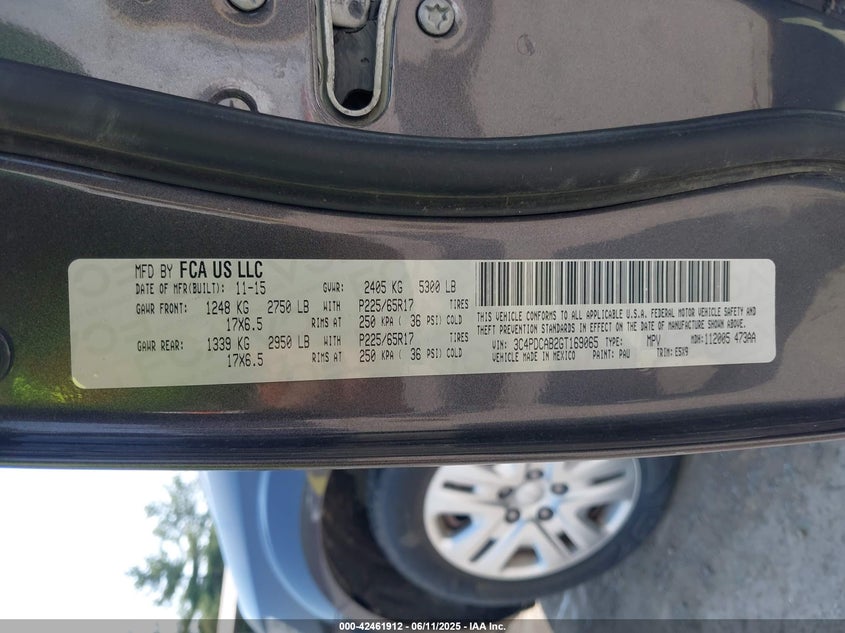 MFD BY FCA US LLC
DATE OF MFR(BUILT): 11-15 GVWR: 2405 KG 5300 LB
GAWR FRONT: 1248 KG 2750 LB WITH P225/65R17 TIRES
17X6.5 RIMS AT 250 KPA ( 36 PSI) COLD
GAWR REAR: 1339 KG 2950 LB WITH P225/65R17 TIRES
17X6.5 RIMS AT 250 KPA ( 36 PSI) COLD
THIS VEHICLE CONFORMS TO ALL APPLICABLE U.S.A. FEDERAL MOTOR VEHICLE SAFETY AND
THEFT PREVENTION STANDARDS IN EFFECT ON THE DATE OF MANUFACTURE SHOWN ABOVE.
VIN: 3C4PDCAB2GT169065 TYPE: MPV MDH: 112005 473AA
VEHICLE MADE IN MEXICO PAINT: PAU TRIM: E5X9
000-42461912 - 06/11/2025 - IAA Inc.